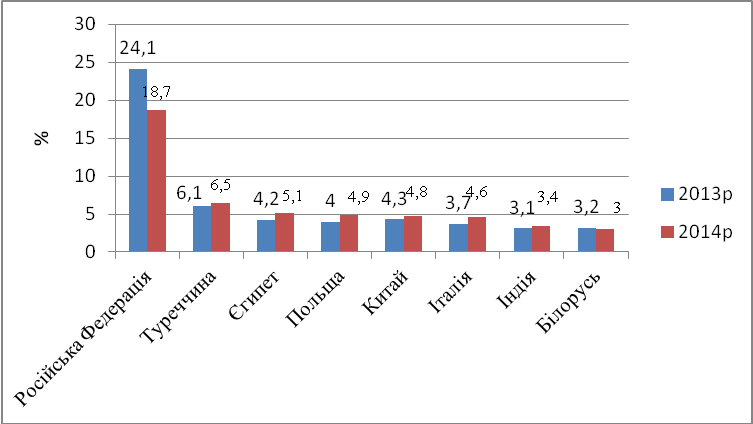 30
25
20
15
10
5
0
%
24,1
18,7
6,1
6,5
4,2
5,1
4
4,9
4,3
4,8
3,7
4,6
3,1
3,4
3,2
3
Російська Федерація
Туреччина
Єгипет
Польща
Китай
Італія
Індія
Білорусь
2013р
2014р